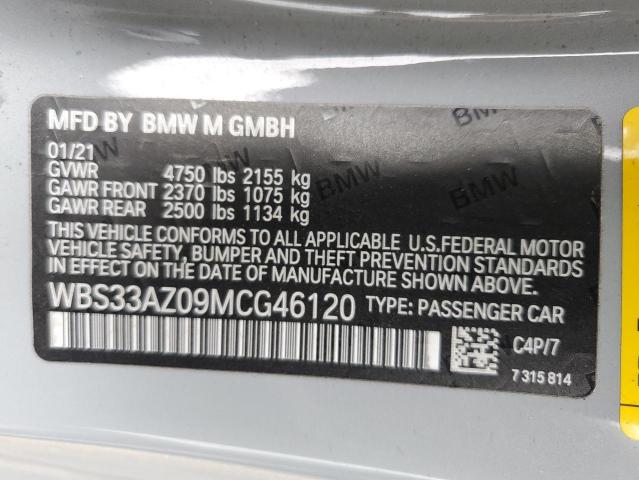 MFD BY BMW M GMBH
01/21
GVWR 4750 lbs 2155 kg
GAWR FRONT 2370 lbs 1075 kg
GAWR REAR 2500 lbs 1134 kg
THIS VEHICLE CONFORMS TO ALL APPLICABLE U.S.FEDERAL MOTOR
VEHICLE SAFETY, BUMPER AND THEFT PREVENTION STANDARDS
IN EFFECT ON THE DATE OF MANUFACTURE SHOWN ABOVE.
WBS33AZ09MCG46120 TYPE: PASSENGER CAR
C4P/7
7 315 814
BMW
BMW